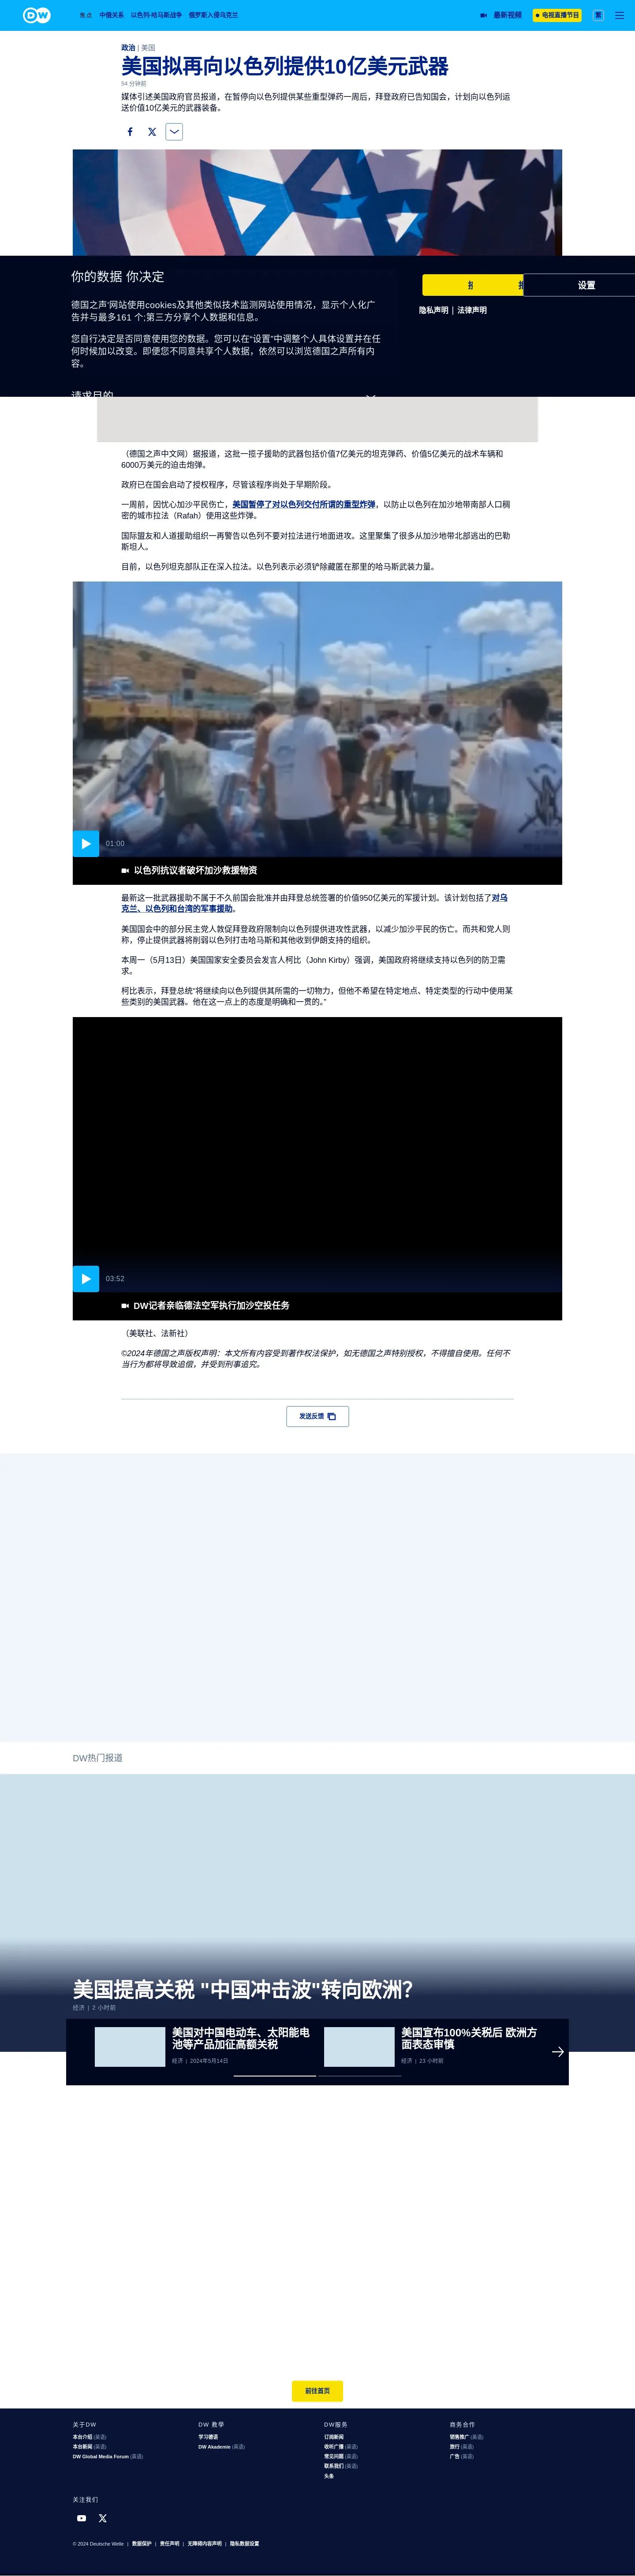 DW
焦点 中俄关系 以色列-哈马斯战争 俄罗斯入侵乌克兰 最新视频 电视直播节目 繁
政治 | 美国
美国拟再向以色列提供10亿美元武器
54 分钟前
媒体引述美国政府官员报道，在暂停向以色列提供某些重型弹药一周后，拜登政府已告知国会，计划向以色列运
送价值10亿美元的武器装备。
你的数据 你决定
德国之声'网站使用cookies及其他类似技术监测网站使用情况，显示个人化广
告并与最多161 个;第三方分享个人数据和信息。
您自行决定是否同意使用您的数据。您可以在“设置”中调整个人具体设置并在任
何时候加以改变。即使您不同意共享个人数据，依然可以浏览德国之声所有内
容。
请求目的
设置
隐私声明 | 法律声明
（德国之声中文网）据报道，这批一揽子援助的武器包括价值7亿美元的坦克弹药、价值5亿美元的战术车辆和
6000万美元的迫击炮弹。
政府已在国会启动了授权程序，尽管该程序尚处于早期阶段。
一周前，因忧心加沙平民伤亡，美国暂停了对以色列交付所谓的重型炸弹，以防止以色列在加沙地带南部人口稠
密的城市拉法（Rafah）使用这些炸弹。
国际盟友和人道援助组织一再警告以色列不要对拉法进行地面进攻。这里聚集了很多从加沙地带北部逃出的巴勒
斯坦人。
目前，以色列坦克部队正在深入拉法。以色列表示必须铲除藏匿在那里的哈马斯武装力量。
01:00
以色列抗议者破坏加沙救援物资
最新这一批武器援助不属于不久前国会批准并由拜登总统签署的价值950亿美元的军援计划。该计划包括了对乌
克兰、以色列和台湾的军事援助。
美国国会中的部分民主党人敦促拜登政府限制向以色列提供进攻性武器，以减少加沙平民的伤亡。而共和党人则
称，停止提供武器将削弱以色列打击哈马斯和其他收到伊朗支持的组织。
本周一（5月13日）美国国家安全委员会发言人柯比（John Kirby）强调，美国政府将继续支持以色列的防卫需
求。
柯比表示，拜登总统“将继续向以色列提供其所需的一切物力，但他不希望在特定地点、特定类型的行动中使用某
些类别的美国武器。他在这一点上的态度是明确和一贯的。”
03:52
DW记者亲临德法空军执行加沙空投任务
（美联社、法新社）
©2024年德国之声版权声明：本文所有内容受到著作权法保护，如无德国之声特别授权，不得擅自使用。任何不
当行为都将导致追偿，并受到刑事追究。
发送反馈
DW热门报道
美国提高关税 "中国冲击波"转向欧洲?
经济 | 2 小时前
美国对中国电动车、太阳能电
池等产品加征高额关税
经济 | 2024年5月14日
美国宣布100%关税后 欧洲方
面表态审慎
经济 | 23 小时前
前往首页
关于DW
本台介绍 (英语)
本台新闻 (英语)
DW Global Media Forum (英语)
DW 教学
学习德语
DW Akademie (英语)
DW服务
订阅新闻
收听广播 (英语)
常见问题 (英语)
联系我们 (英语)
头条
商务合作
销售推广 (英语)
旅行 (英语)
广告 (英语)
关注我们
© 2024 Deutsche Welle | 数据保护 | 责任声明 | 无障碍内容声明 | 隐私数据设置